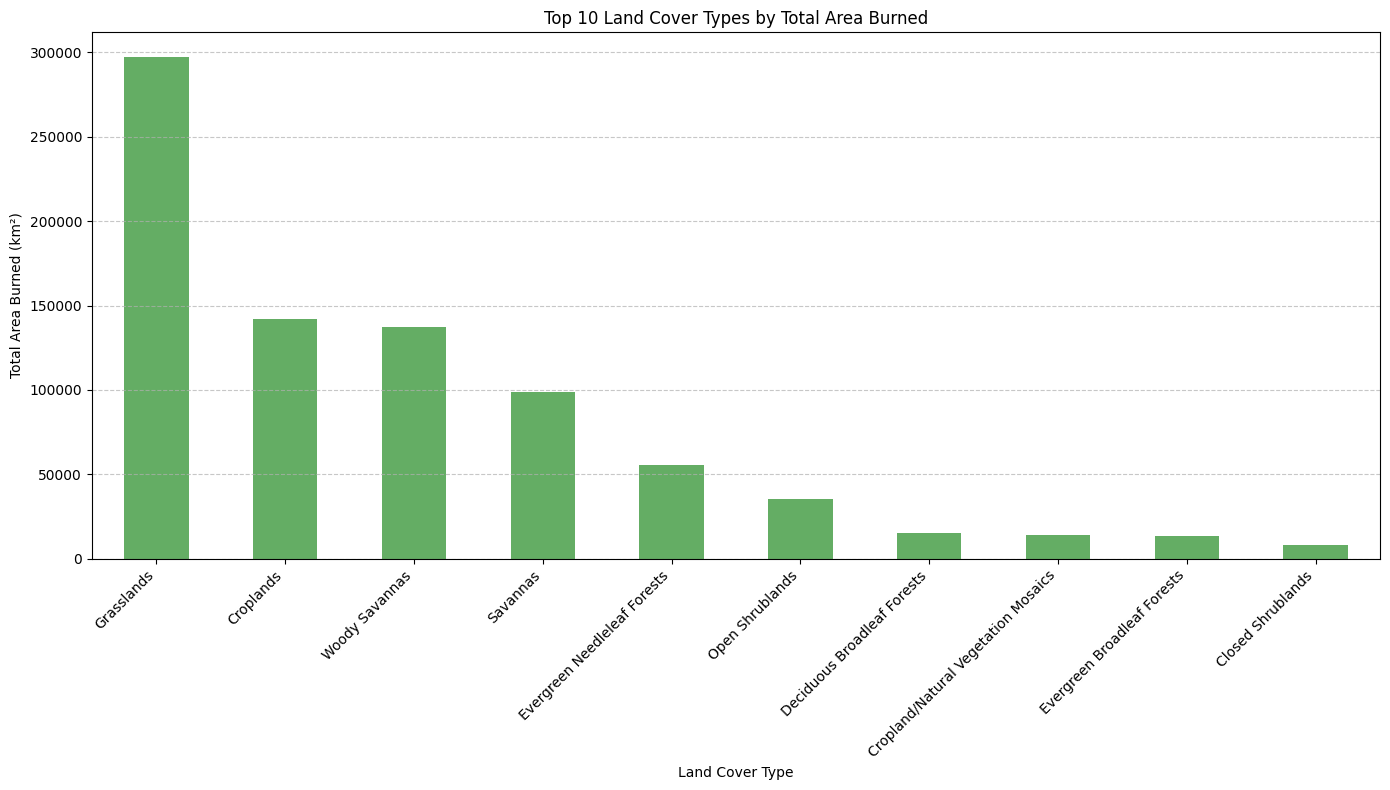 Top 10 Land Cover Types by Total Area Burned
Total Area Burned (km²)
300000
250000
200000
150000
100000
50000
0
Grasslands
Croplands
Woody Savannas
Savannas
Evergreen Needleleaf Forests
Open Shrublands
Deciduous Broadleaf Forests
Cropland/Natural Vegetation Mosaics
Evergreen Broadleaf Forests
Closed Shrublands
Land Cover Type